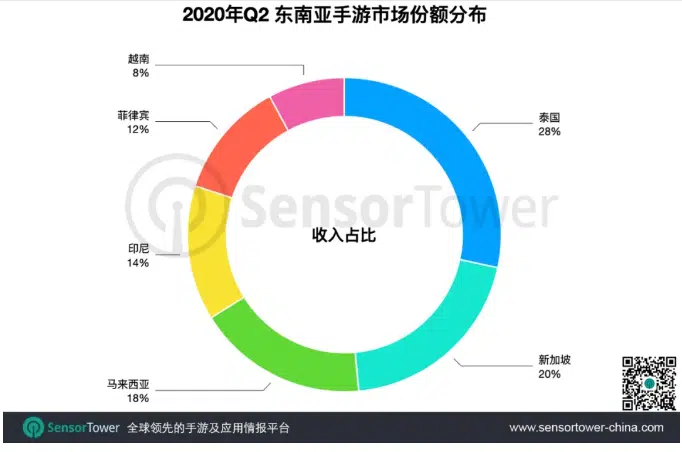 2020年Q2 东南亚手游市场份额分布
越南
8%
菲律宾
12%
泰国
28%
SensorTower
收入占比
印尼
14%
新加坡
20%
马来西亚
18%
SensorTower 全球领先的手游及应用情报平台
www.sensortower-china.com